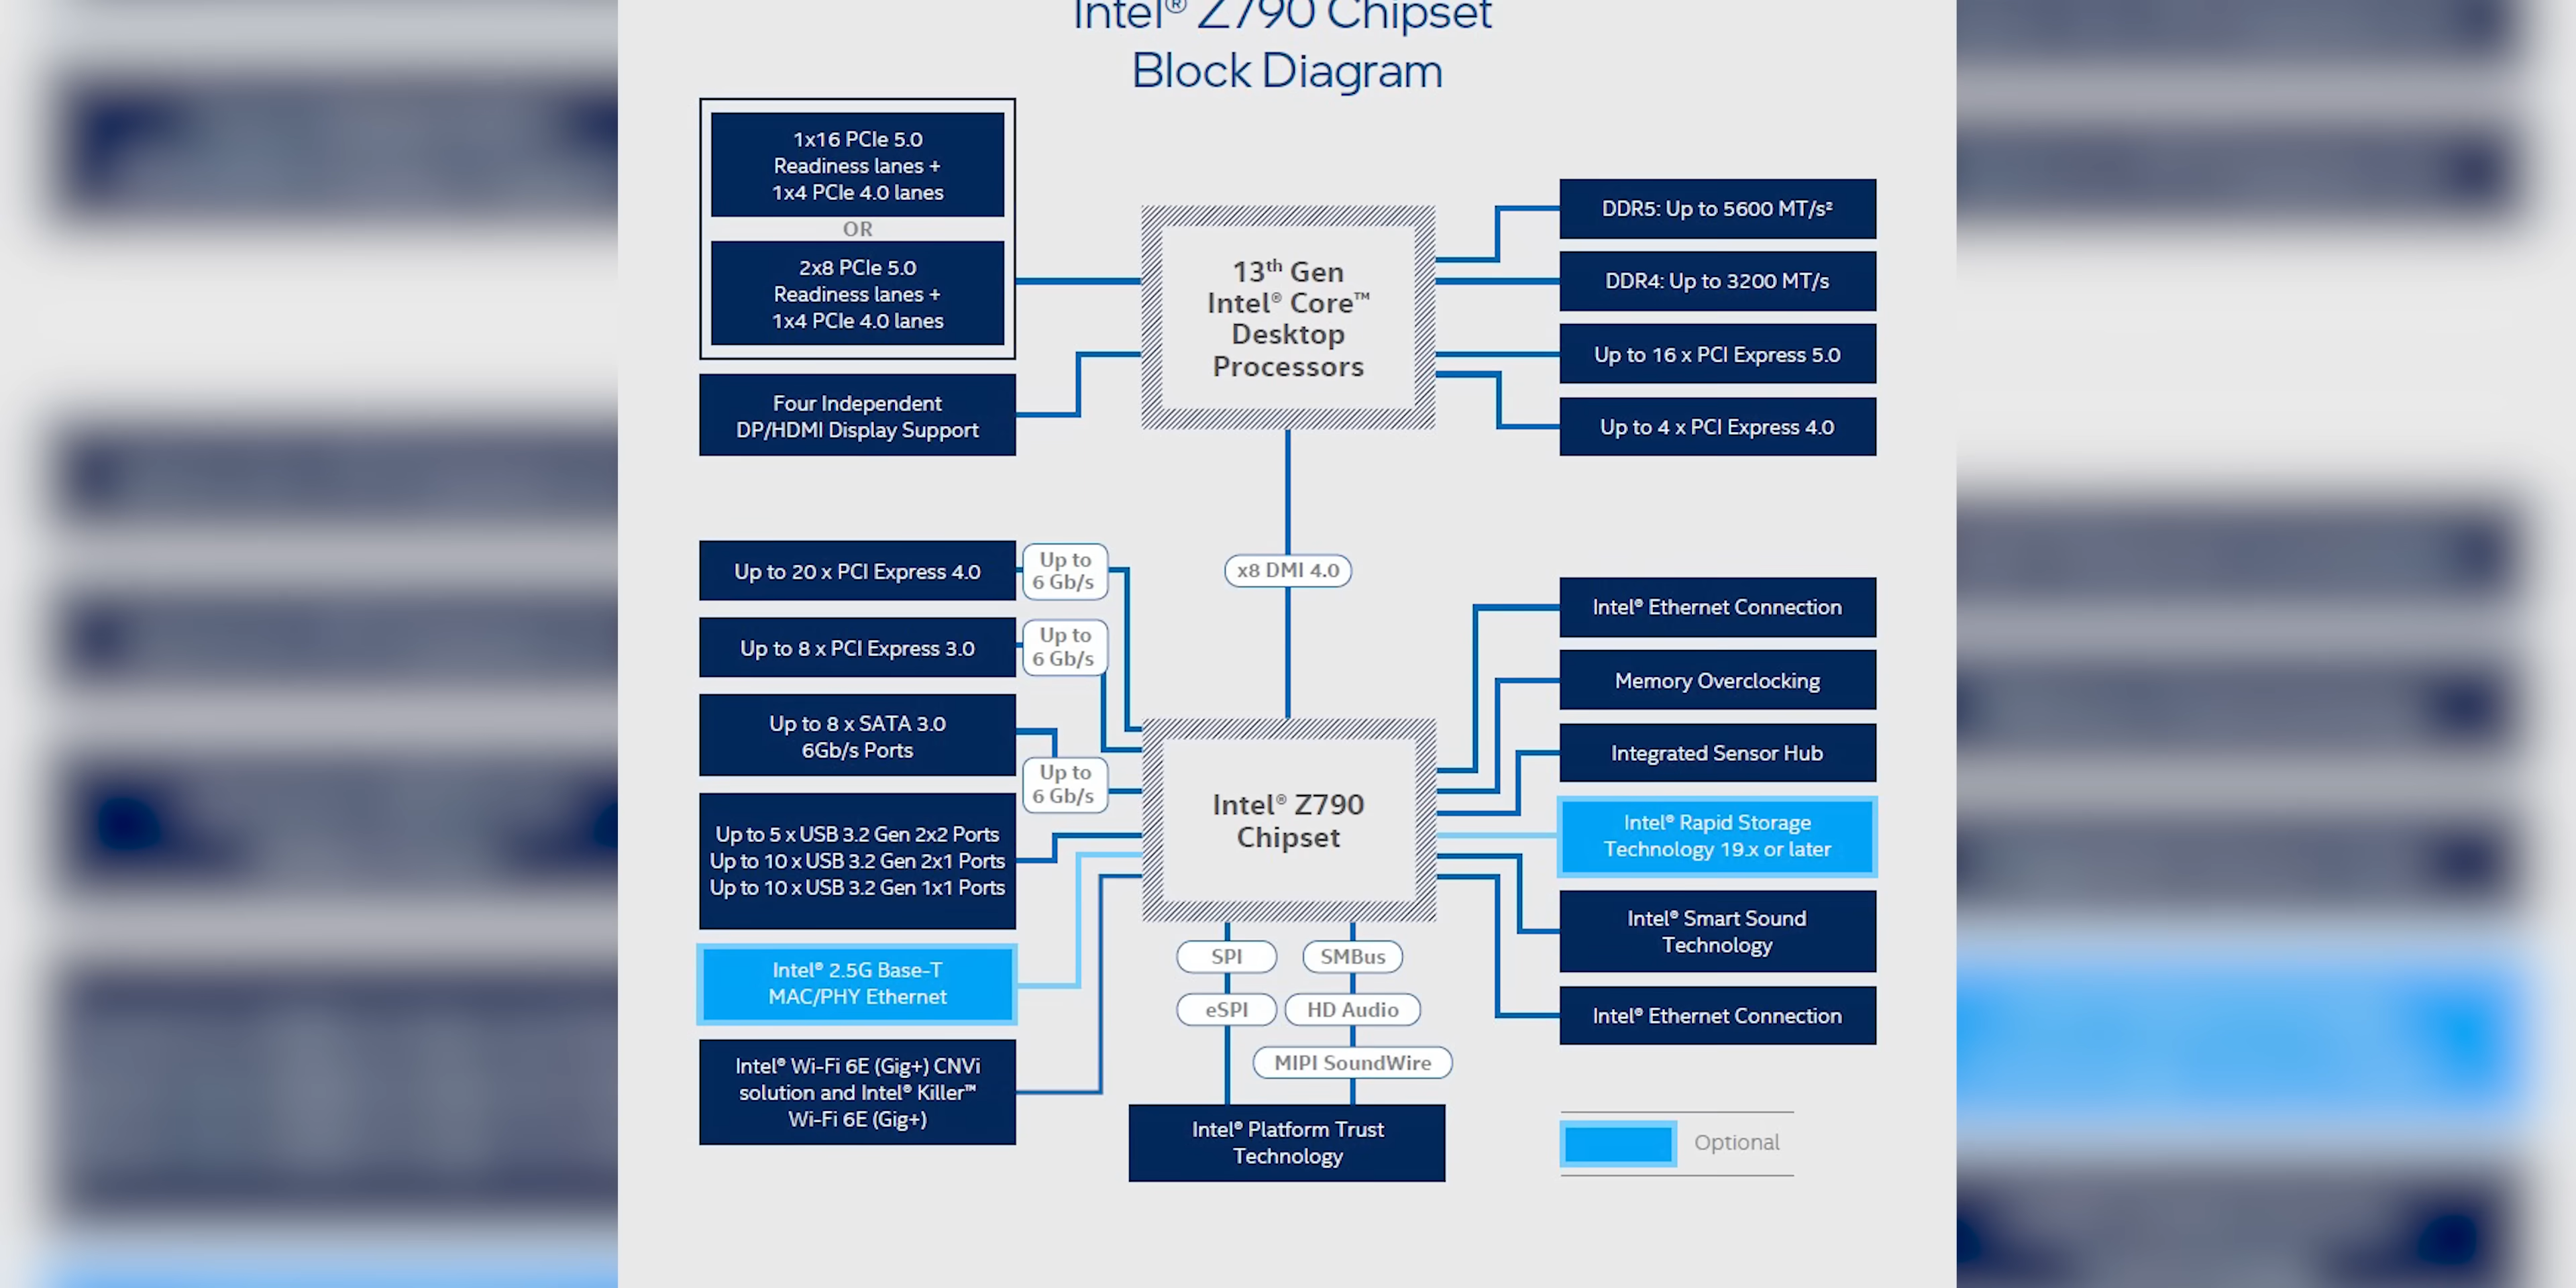 Intel® Z790 Chipset
Block Diagram
1x16 PCIe 5.0
Readiness lanes +
1x4 PCIe 4.0 lanes
OR
2x8 PCIe 5.0
Readiness lanes +
1x4 PCIe 4.0 lanes
Four Independent
DP/HDMI Display Support
13th Gen
Intel® Core™
Desktop
Processors
DDR5: Up to 5600 MT/s²
DDR4: Up to 3200 MT/s
Up to 16 x PCI Express 5.0
Up to 4 x PCI Express 4.0
x8 DMI 4.0
Up to 20 x PCI Express 4.0
Up to
6 Gb/s
Up to 8 x PCI Express 3.0
Up to
6 Gb/s
Up to 8 x SATA 3.0
6Gb/s Ports
Up to
6 Gb/s
Up to 5 x USB 3.2 Gen 2x2 Ports
Up to 10 x USB 3.2 Gen 2x1 Ports
Up to 10 x USB 3.2 Gen 1x1 Ports
Intel® 2.5G Base-T
MAC/PHY Ethernet
Intel® Wi-Fi 6E (Gig+) CNVi
solution and Intel® Killer™
Wi-Fi 6E (Gig+)
Intel® Z790
Chipset
Intel® Ethernet Connection
Memory Overclocking
Integrated Sensor Hub
Intel® Rapid Storage
Technology 19.x or later
Intel® Smart Sound
Technology
Intel® Ethernet Connection
SPI
SMBus
eSPI
HD Audio
MIPI SoundWire
Intel® Platform Trust
Technology
Optional